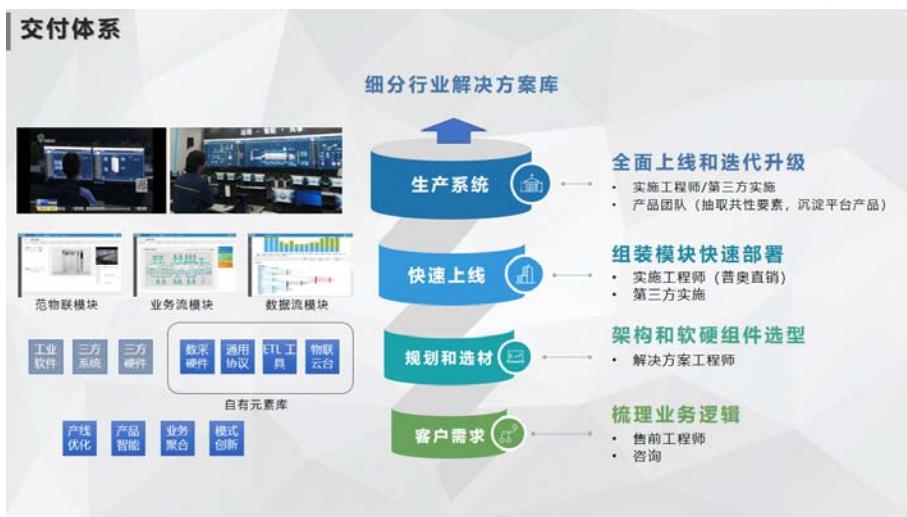 交付体系
细分行业解决方案库
生产系统
全面上线和迭代升级
• 实施工程师/第三方实施
• 产品团队（抽取共性要素，沉淀平台产品）
快速上线
组装模块快速部署
• 实施工程师（普奥直销）
• 第三方实施
范物联模块
业务流模块
数据流模块
规划和选材
架构和软硬组件选型
• 解决方案工程师
工业
软件
三方
系统
三方
硬件
数采
硬件
通用
协议
ETL 工
具
物联
云台
自有元素库
客户需求
梳理业务逻辑
• 售前工程师
• 咨询
产线
优化
产品
智能
业务
聚合
模式
创新